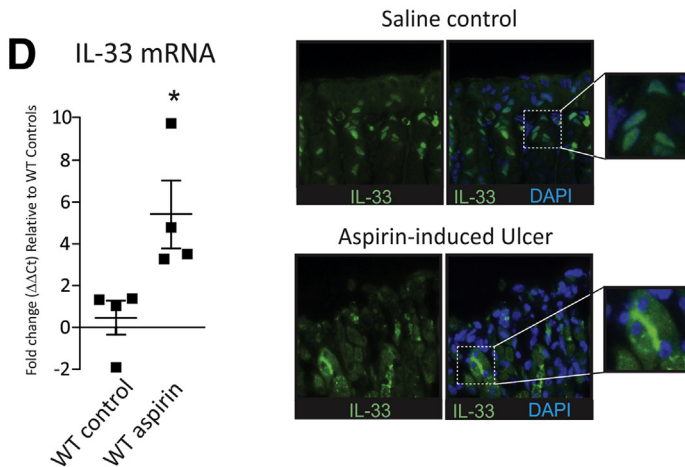 D
IL-33 mRNA
*
Fold change (ΔΔCt) Relative to WT Controls
10
8
6
4
2
0
-2
WT control
WT aspirin
Saline control
IL-33
IL-33 DAPI
Aspirin-induced Ulcer
IL-33
IL-33 DAPI